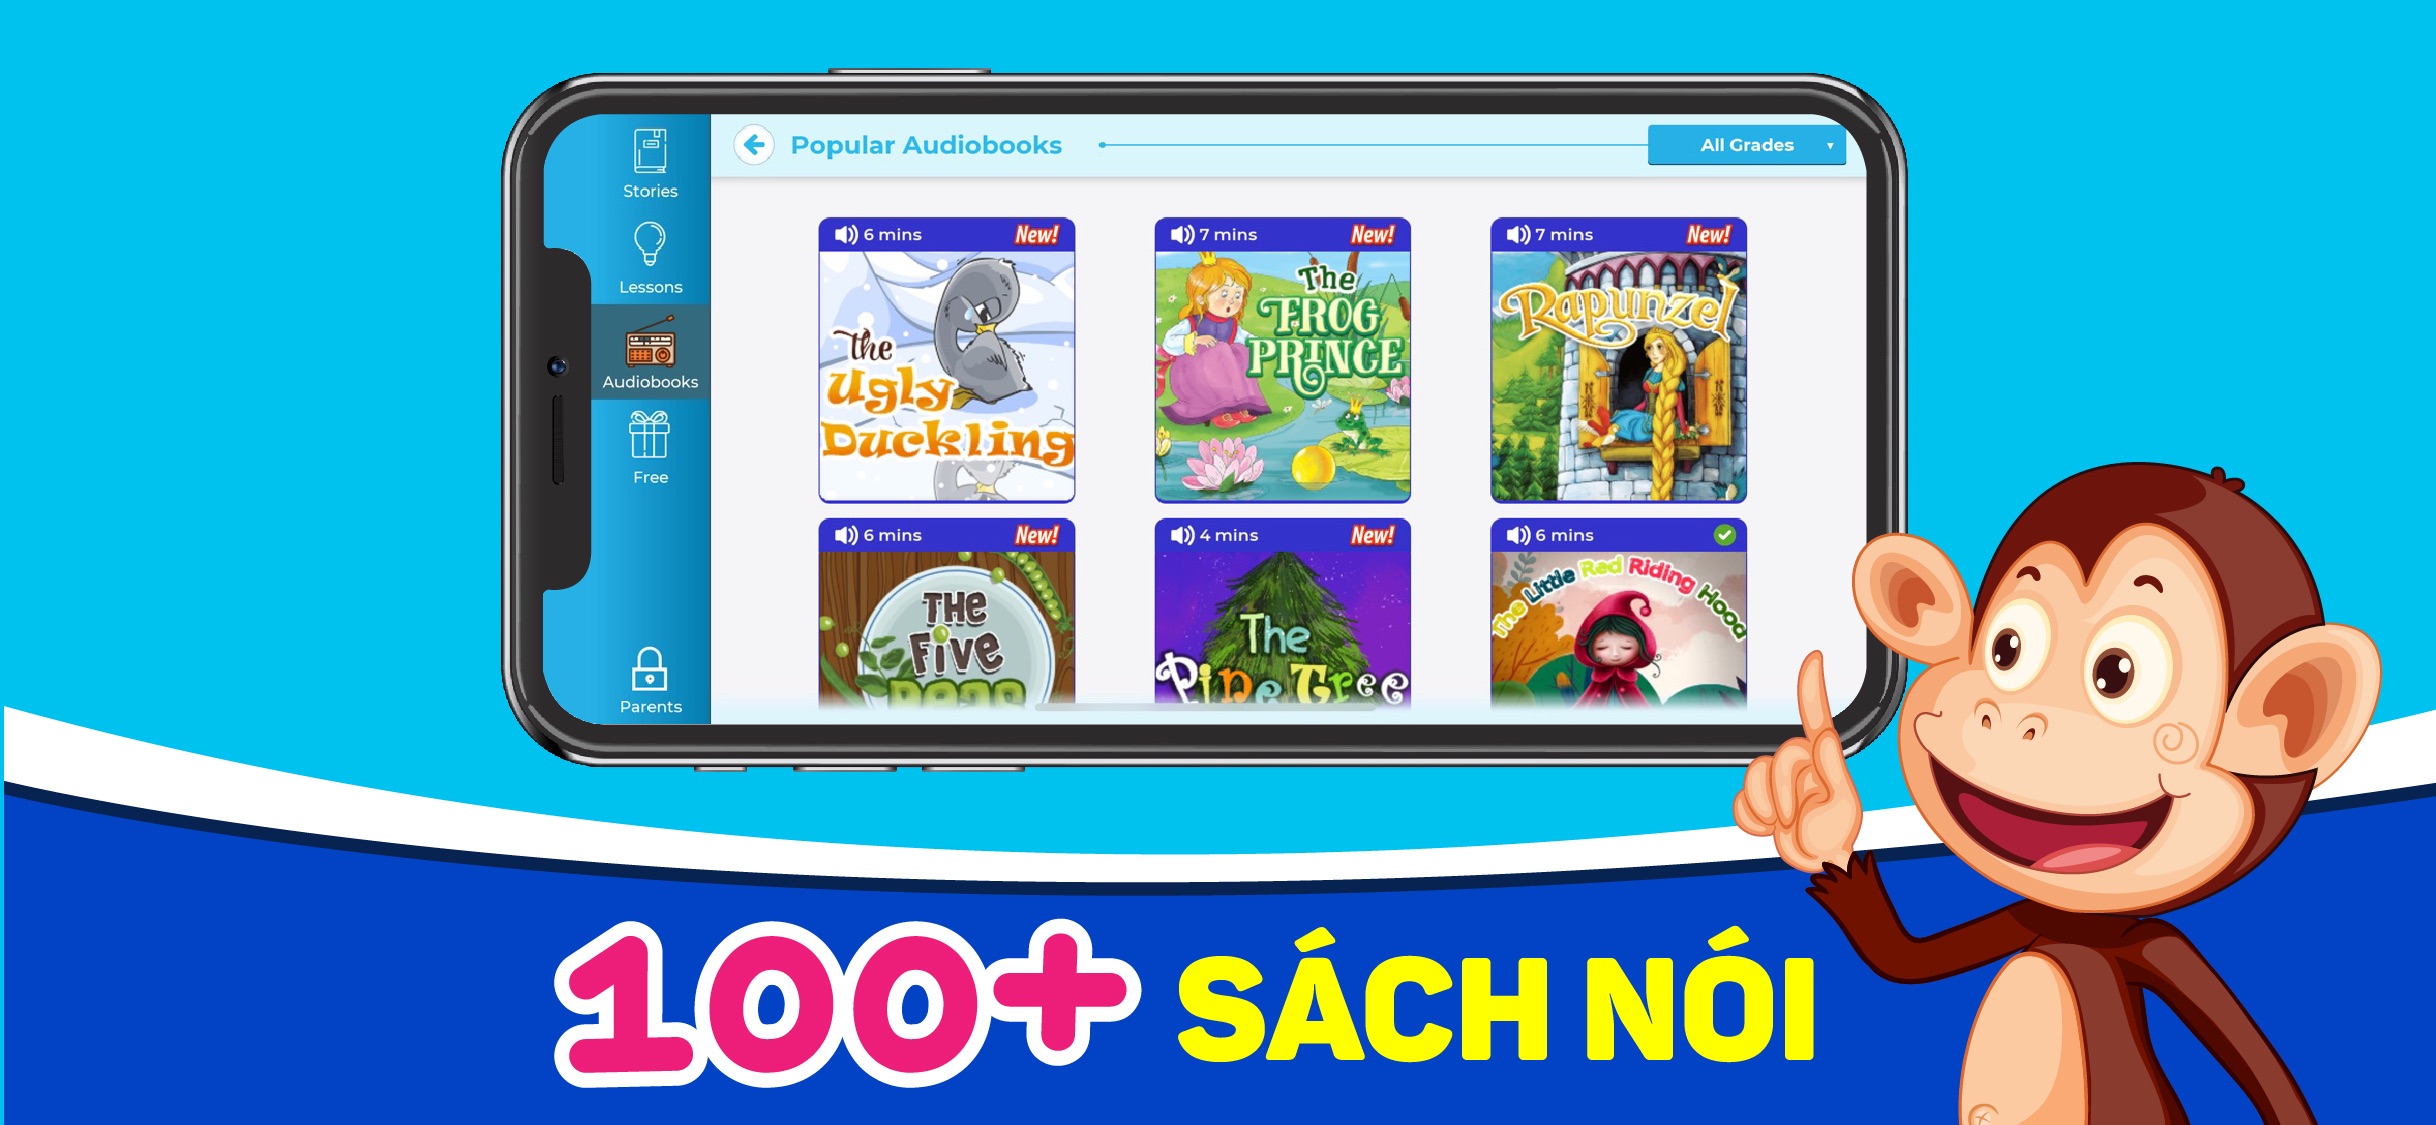 Stories
Lessons
Audiobooks
Free
Parents
Popular Audiobooks
All Grades
6 mins New!
the
Ugly
Duckling
7 mins New!
The
FROG
PRINCE
7 mins New!
Rapunzel
6 mins New!
THE
FIVE
PEAS
4 mins New!
The
Pine Tree
6 mins
The Little Red Riding Hood
100+ SÁCH NÓI